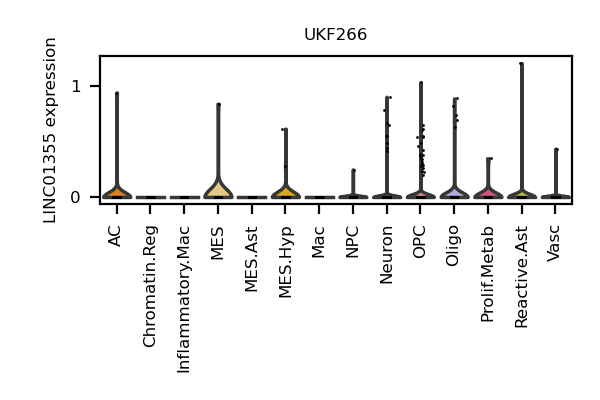 UKF266
LINC01355 expression
1
0
AC
Chromatin.Reg
Inflammatory.Mac
MES
MES.Ast
MES.Hyp
Mac
NPC
Neuron
OPC
Oligo
Prolif.Metab
Reactive.Ast
Vasc